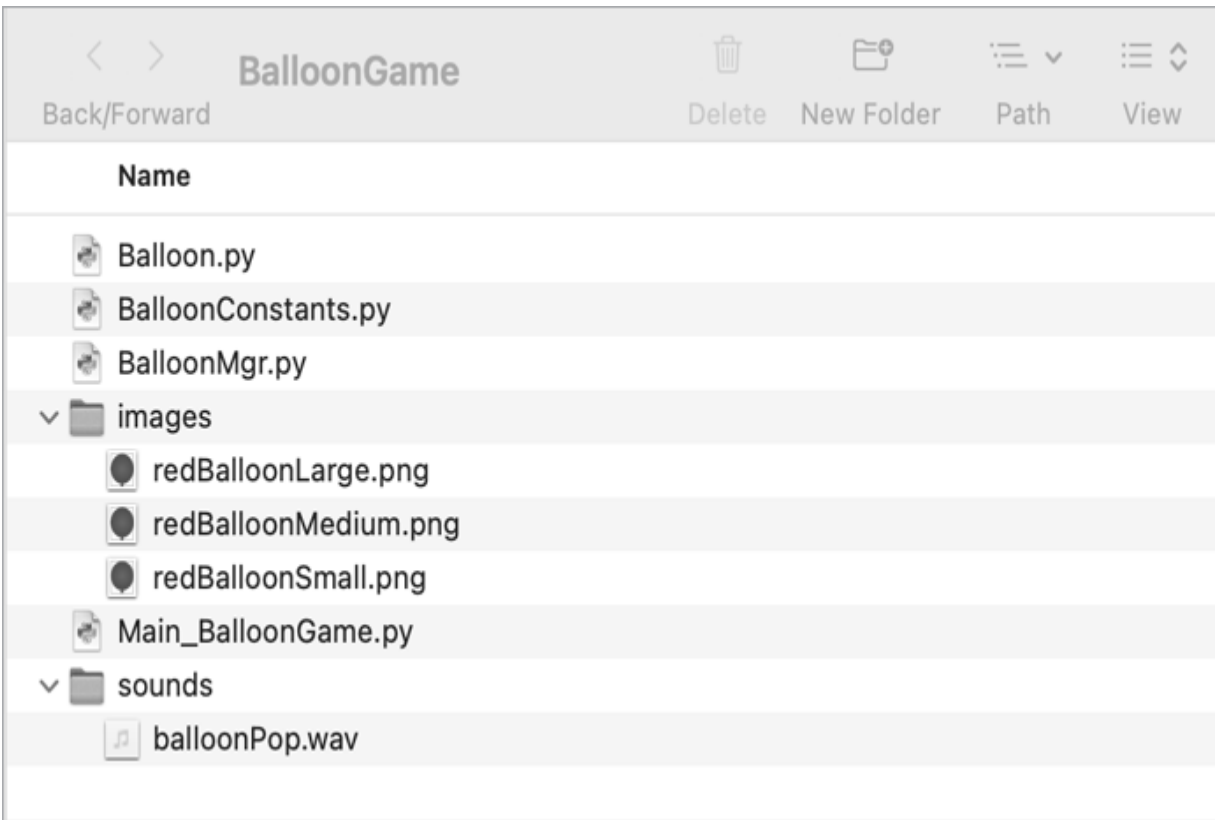 BalloonGame
Back/Forward Delete New Folder Path View
Name
Balloon.py
BalloonConstants.py
BalloonMgr.py
images
redBalloonLarge.png
redBalloonMedium.png
redBalloonSmall.png
Main_BalloonGame.py
sounds
balloonPop.wav